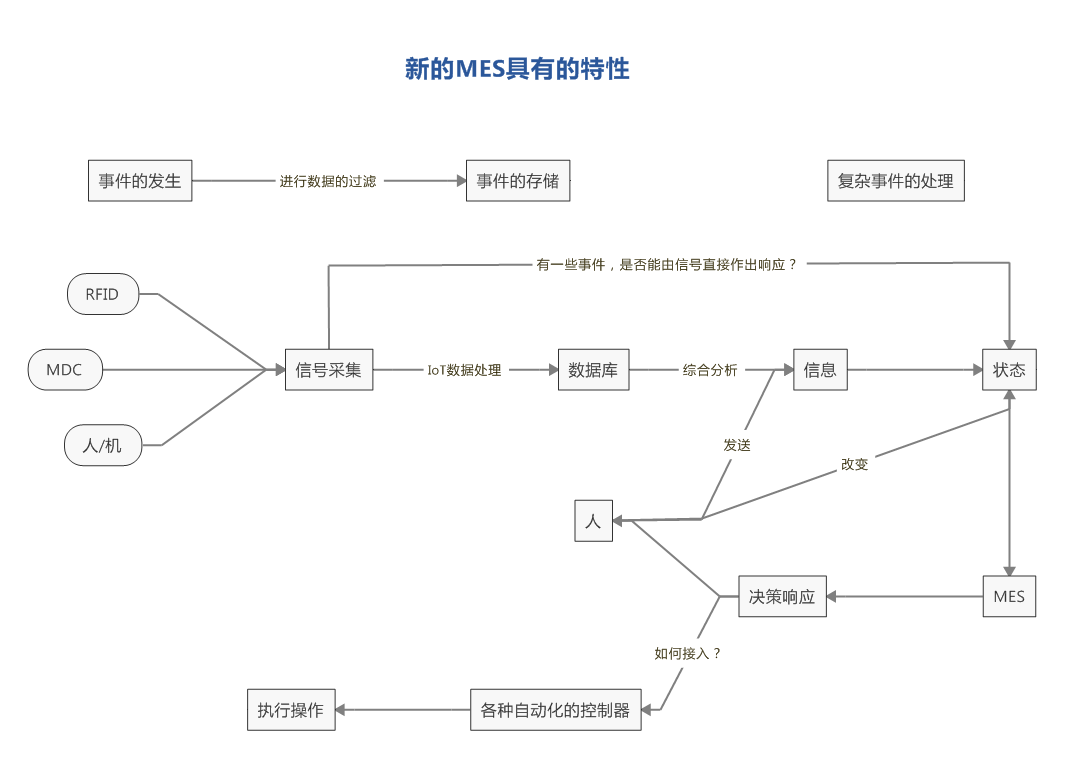 新的MES具有的特性
事件的发生
进行数据的过滤
事件的存储
复杂事件的处理
有一些事件，是否能由信号直接作出响应？
RFID
MDC
信号采集
IoT数据处理
数据库
综合分析
信息
状态
人/机
发送
改变
人
决策响应
MES
如何接入？
执行操作
各种自动化的控制器